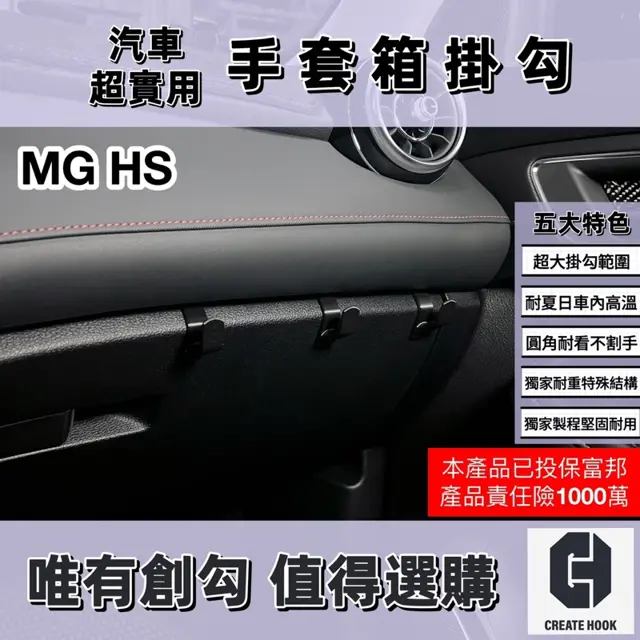 汽車
超實用
手套箱掛勾
MG HS
五大特色
超大掛勾範圍
耐夏日車內高溫
圓角耐看不割手
獨家耐重特殊結構
獨家製程堅固耐用
本產品已投保富邦
產品責任險1000萬
唯有創勾 值得選購
CREATE HOOK